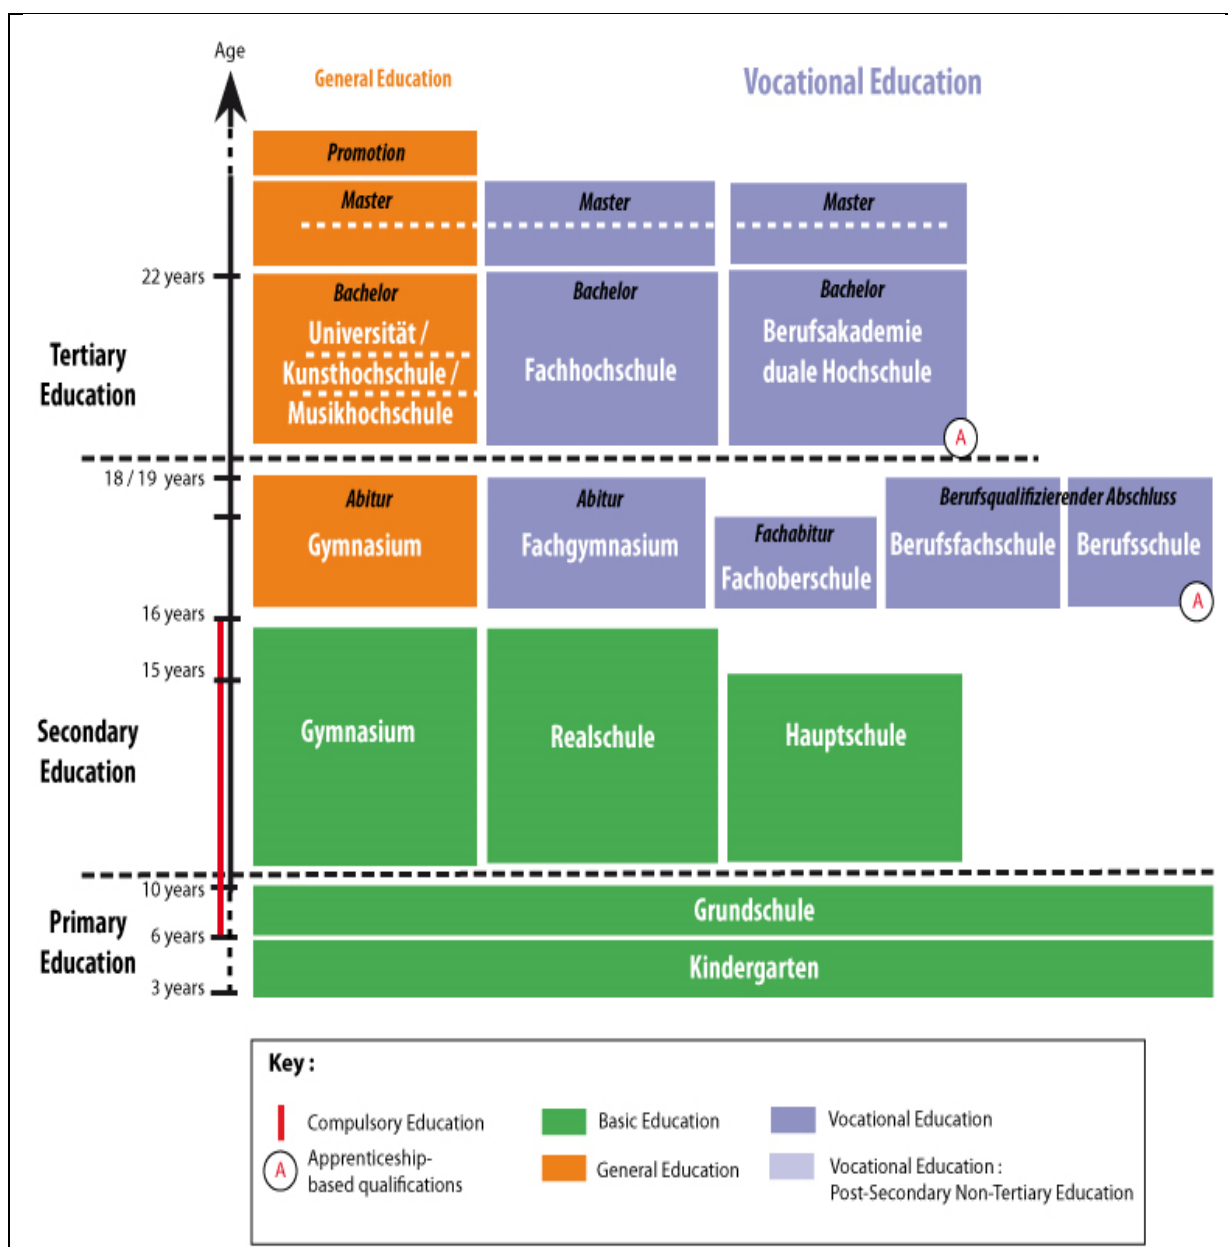 Age
General Education
Vocational Education
Promotion
Master
Master
Master
22 years
Bachelor
Universität /
Kunsthochschule /
Musikhochschule
Bachelor
Fachhochschule
Bachelor
Berufsakademie
duale Hochschule
A
Tertiary
Education
18 / 19 years
Abitur
Gymnasium
Abitur
Fachgymnasium
Fachabitur
Fachoberschule
Berufsqualifizierender Abschluss
Berufsfachschule
Berufsschule
A
16 years
15 years
Gymnasium
Realschule
Hauptschule
Secondary
Education
10 years
Grundschule
6 years
Primary
Education
Kindergarten
3 years
Key :
Compulsory Education
Basic Education
Vocational Education
A
Apprenticeship-
based qualifications
General Education
Vocational Education :
Post-Secondary Non-Tertiary Education